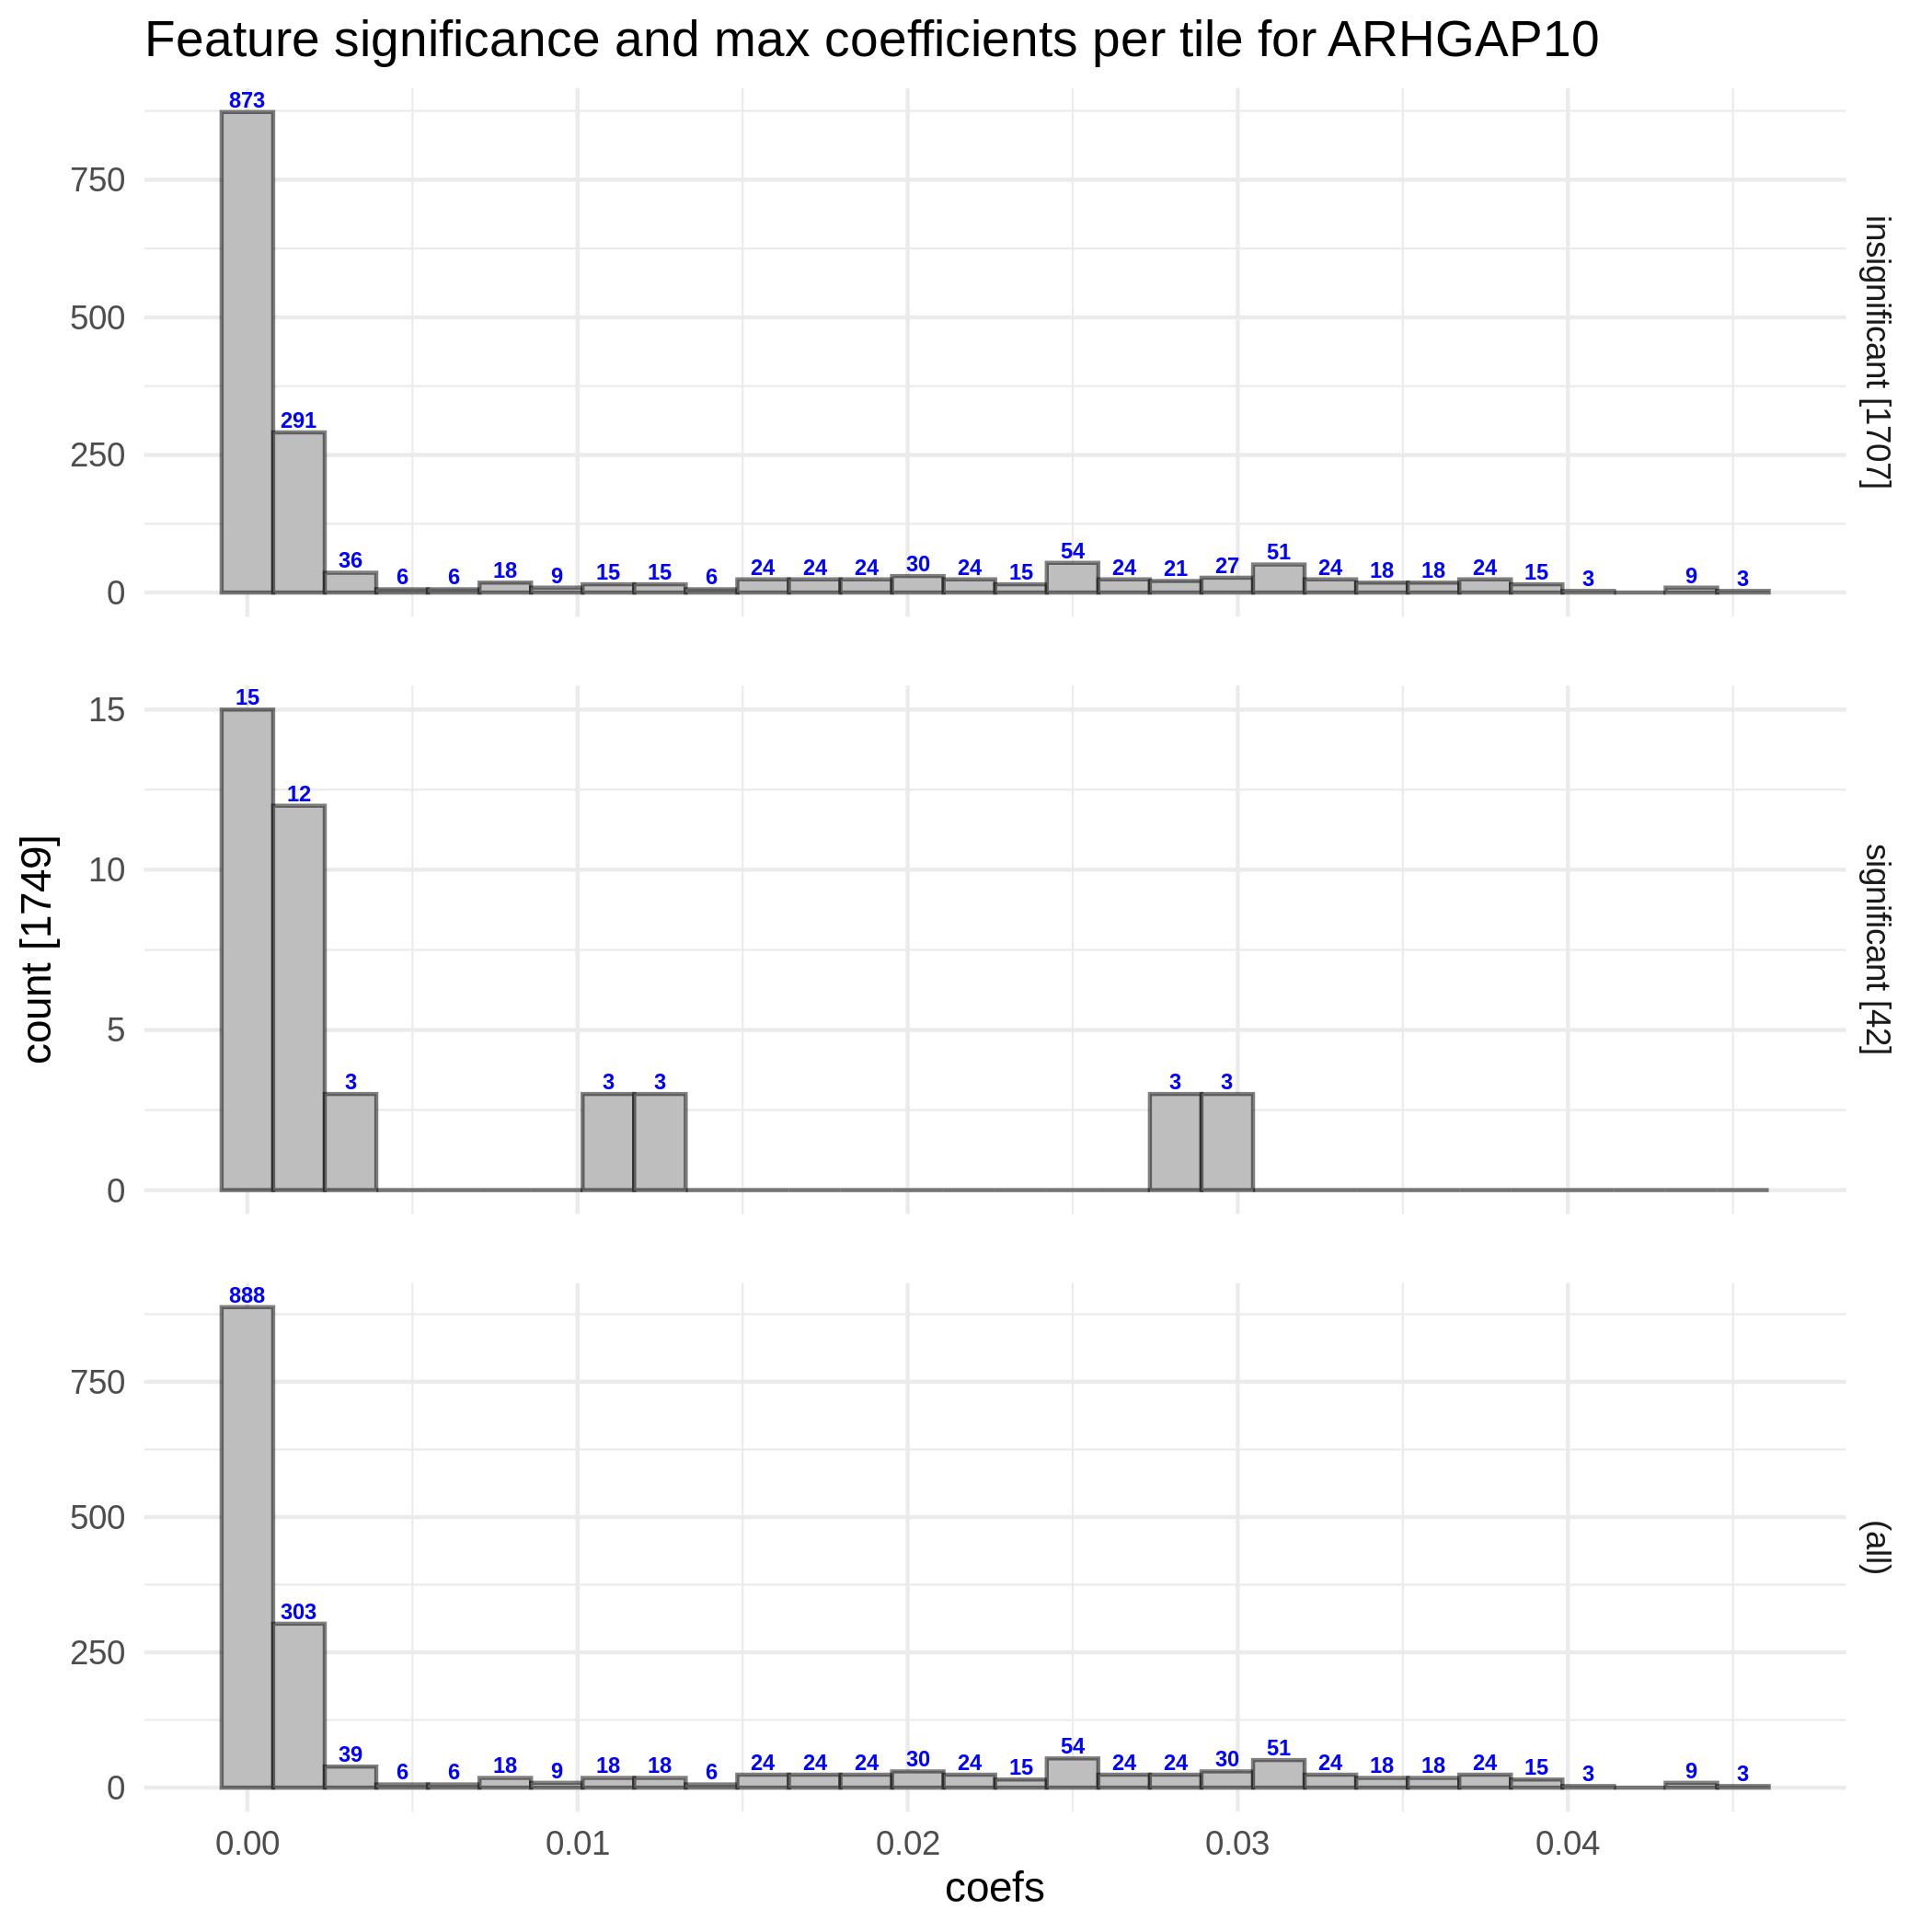 Feature significance and max coefficients per tile for ARHGAP10
873
750
291
500
250
36 6 6 18 9 15 15 6 24 24 24 30 24 15 54 24 21 27 51 24 18 18 24 15 3 9 3
0
insignificant [1707]
15
15
12
10
5
3 3 3 3 3
0
significant [42]
count [1749]
888
750
500
303
250
39 6 6 18 9 18 18 6 24 24 24 30 24 15 54 24 24 30 51 24 18 18 24 15 3 9 3
0
(all)
0.00 0.01 0.02 0.03 0.04
coefs